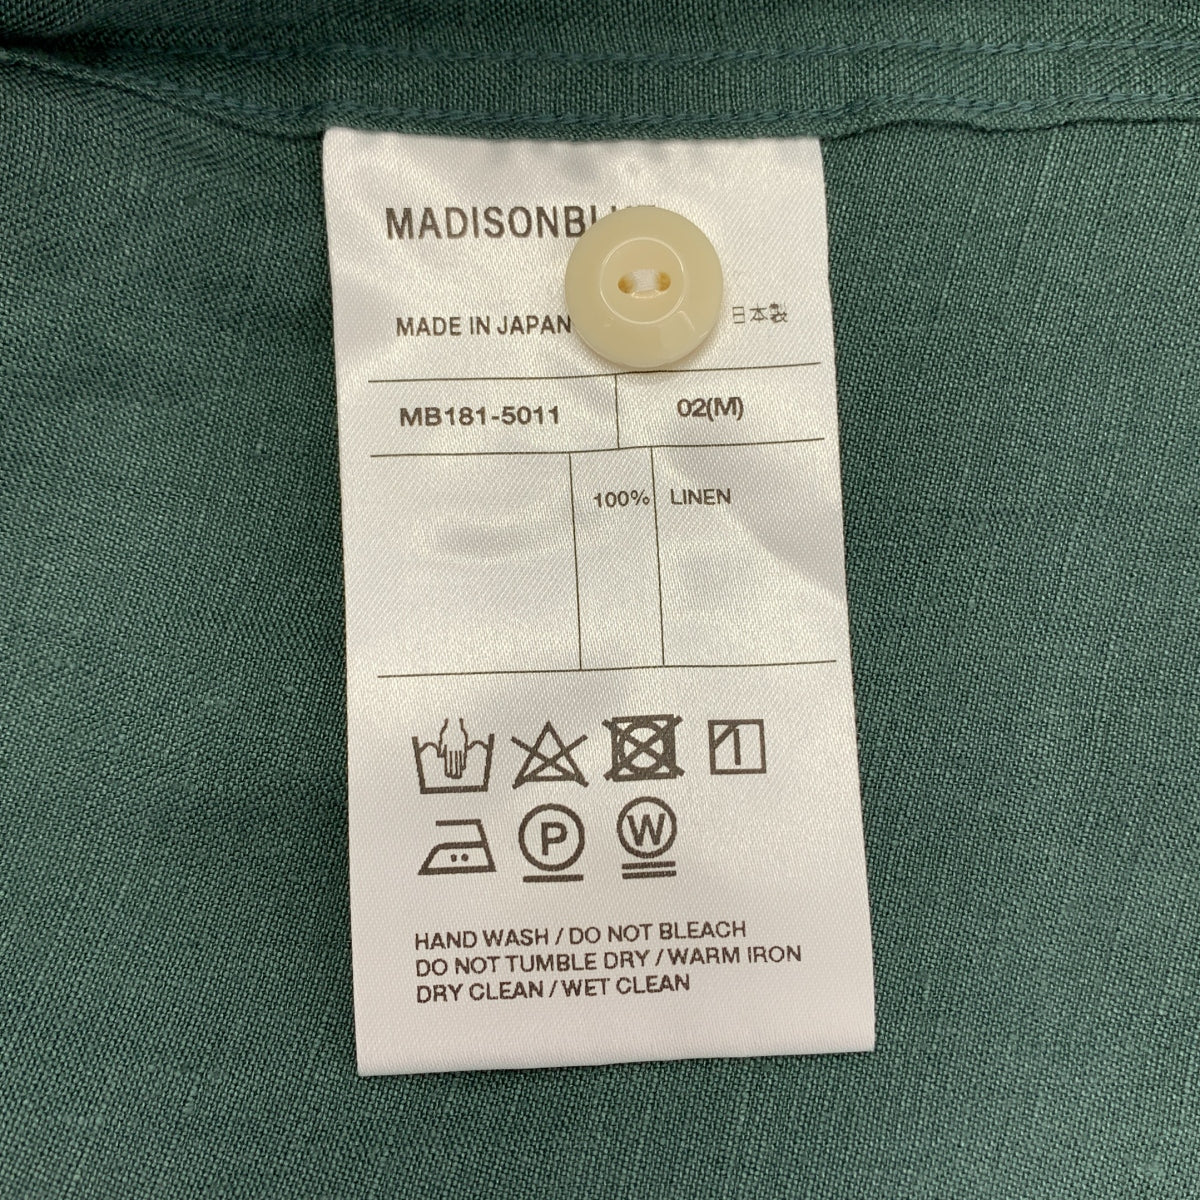 MADE IN JAPAN 日本製
MB181-5011 02(M)
100% LINEN
P W
HAND WASH / DO NOT BLEACH
DO NOT TUMBLE DRY / WARM IRON
DRY CLEAN / WET CLEAN